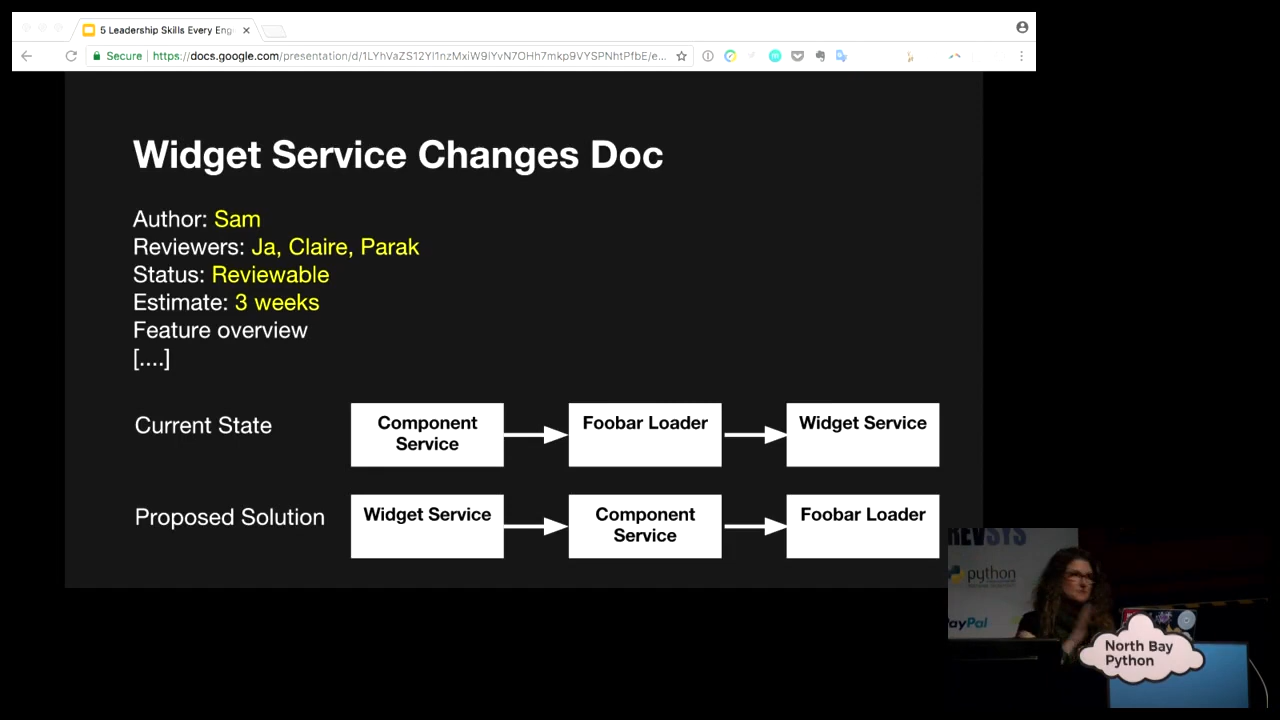 5 Leadership Skills Every Eng
Secure
https://docs.google.com/presentation/d/1LYhVaZS12Yl1nzMxiW9lYvN7OHh7mkp9VYSPNhtPfbE/e...
Widget Service Changes Doc
Author: Sam
Reviewers: Ja, Claire, Parak
Status: Reviewable
Estimate: 3 weeks
Feature overview
[....]
Current State
Component
Service
Foobar Loader
Widget Service
Proposed Solution
Widget Service
Component
Service
Foobar Loader
REVSYS
python
PayPal
North Bay
Python